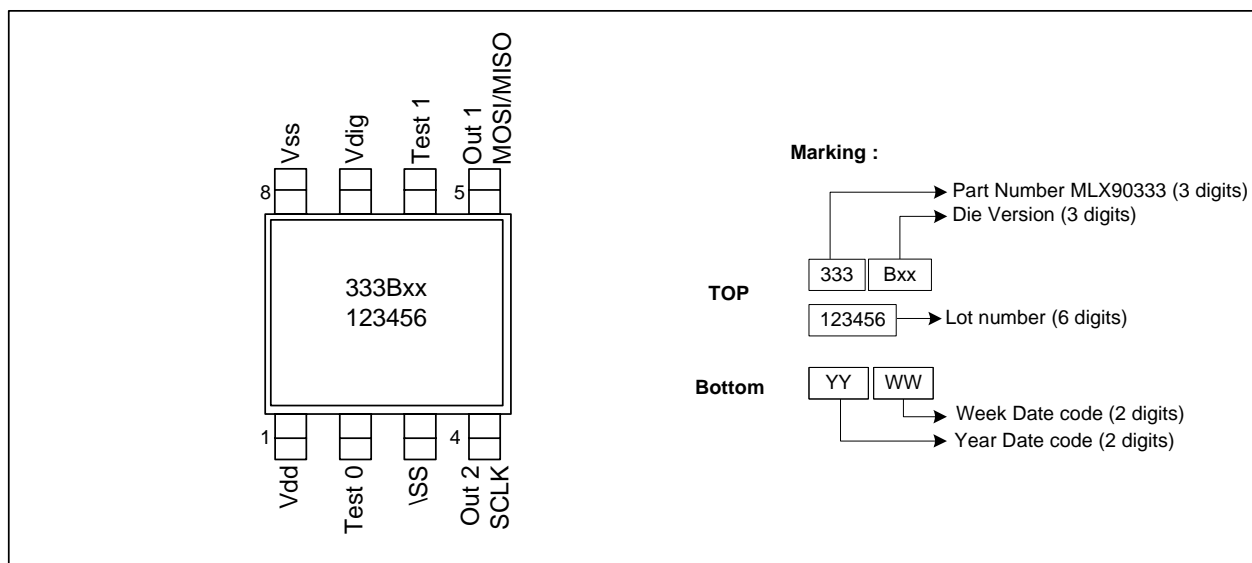 Vss
Vdig
Test 1
Out 1
MOSI/MISO
8
5
333Bxx
123456
1
4
Vdd
Test 0
\SS
Out 2
SCLK
Marking :
Part Number MLX90333 (3 digits)
Die Version (3 digits)
333 Bxx
TOP
123456 Lot number (6 digits)
Bottom
YY WW
Week Date code (2 digits)
Year Date code (2 digits)